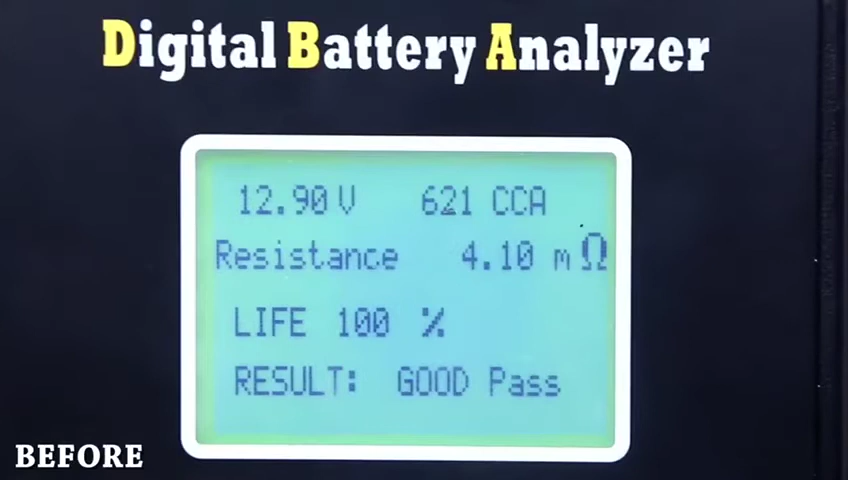 Digital Battery Analyzer
12.90 V 621 CCA
Resistance 4.10 mΩ
LIFE 100 %
RESULT: GOOD Pass
BEFORE